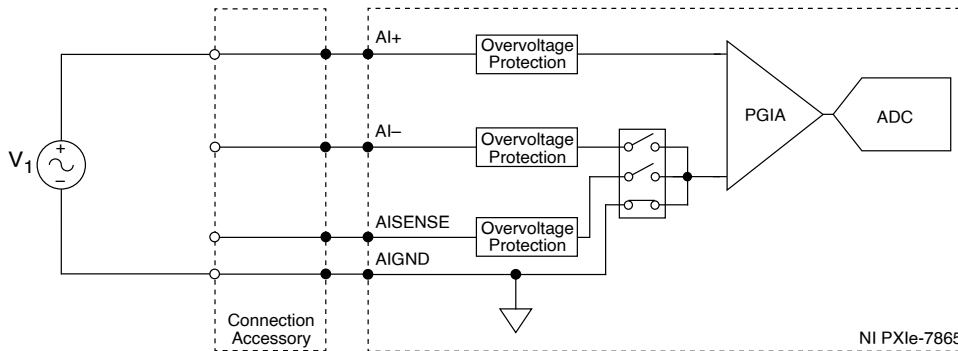 AI+
Overvoltage
Protection
PGIA
ADC
AI–
Overvoltage
Protection
V1
+
–
AISENSE
Overvoltage
Protection
AIGND
Connection
Accessory
NI PXIe-7865